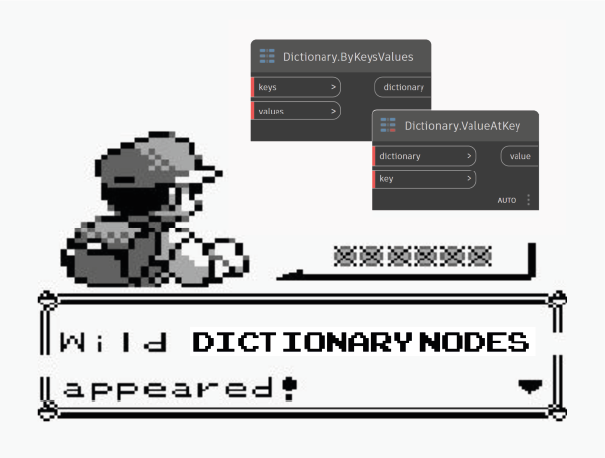 Dictionary.ByKeysValues
keys >
dictionary
values >
Dictionary.ValueAtKey
dictionary >
value
key >
AUTO
Wild DICTIONARY NODES
appeared!